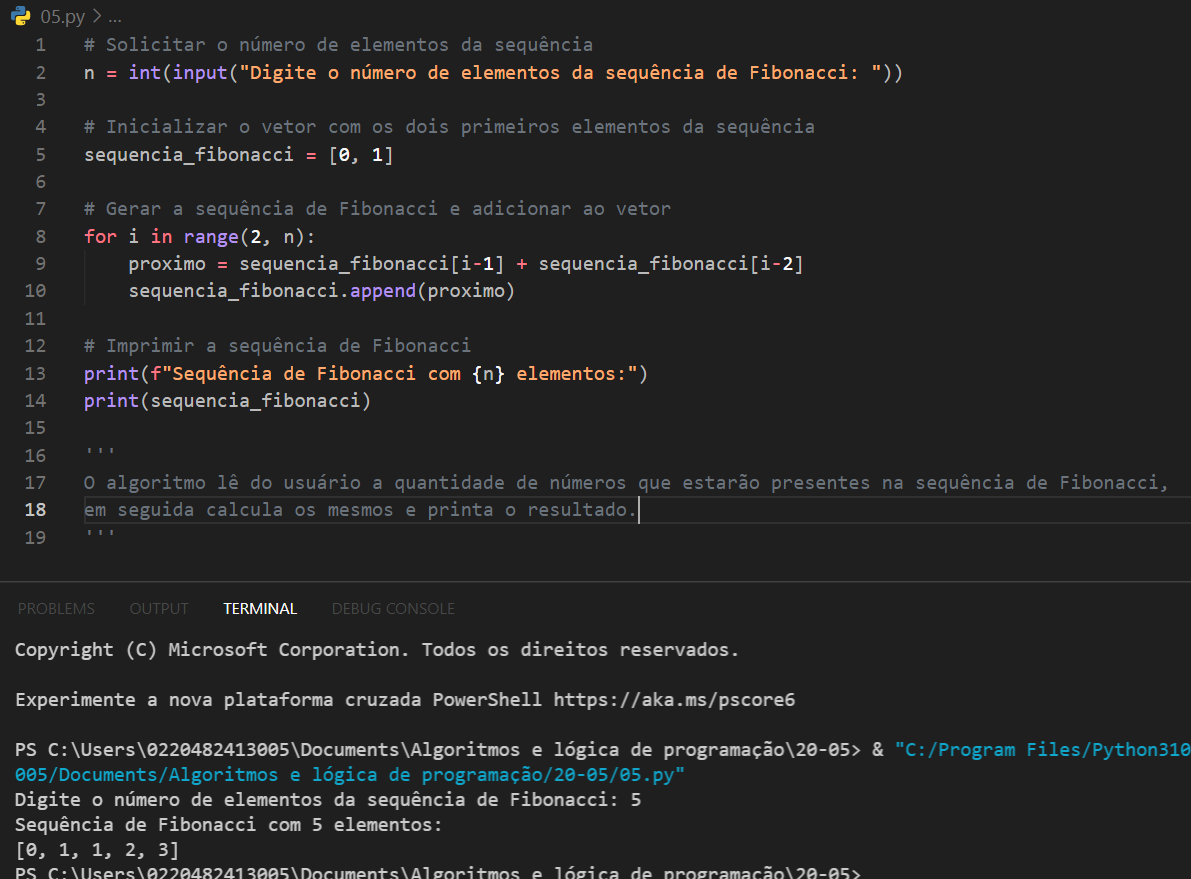 05.py > ...
1 # Solicitar o número de elementos da sequência
2 n = int(input("Digite o número de elementos da sequência de Fibonacci: "))
3
4 # Inicializar o vetor com os dois primeiros elementos da sequência
5 sequencia_fibonacci = [0, 1]
6
7 # Gerar a sequência de Fibonacci e adicionar ao vetor
8 for i in range(2, n):
9     proximo = sequencia_fibonacci[i-1] + sequencia_fibonacci[i-2]
10     sequencia_fibonacci.append(proximo)
11
12 # Imprimir a sequência de Fibonacci
13 print(f"Sequência de Fibonacci com {n} elementos:")
14 print(sequencia_fibonacci)
15
16 '''
17 O algoritmo lê do usuário a quantidade de números que estarão presentes na sequência de Fibonacci,
18 em seguida calcula os mesmos e printa o resultado.
19 '''
PROBLEMS OUTPUT TERMINAL DEBUG CONSOLE
Copyright (C) Microsoft Corporation. Todos os direitos reservados.
Experimente a nova plataforma cruzada PowerShell https://aka.ms/pscore6
PS C:\Users\0220482413005\Documents\Algoritmos e lógica de programação\20-05> & "C:/Program Files/Python310
005/Documents/Algoritmos e lógica de programação/20-05/05.py"
Digite o número de elementos da sequência de Fibonacci: 5
Sequência de Fibonacci com 5 elementos:
[0, 1, 1, 2, 3]
PS C:\Users\0220482413005\Documents\Algoritmos e lógica de programação\20-05>